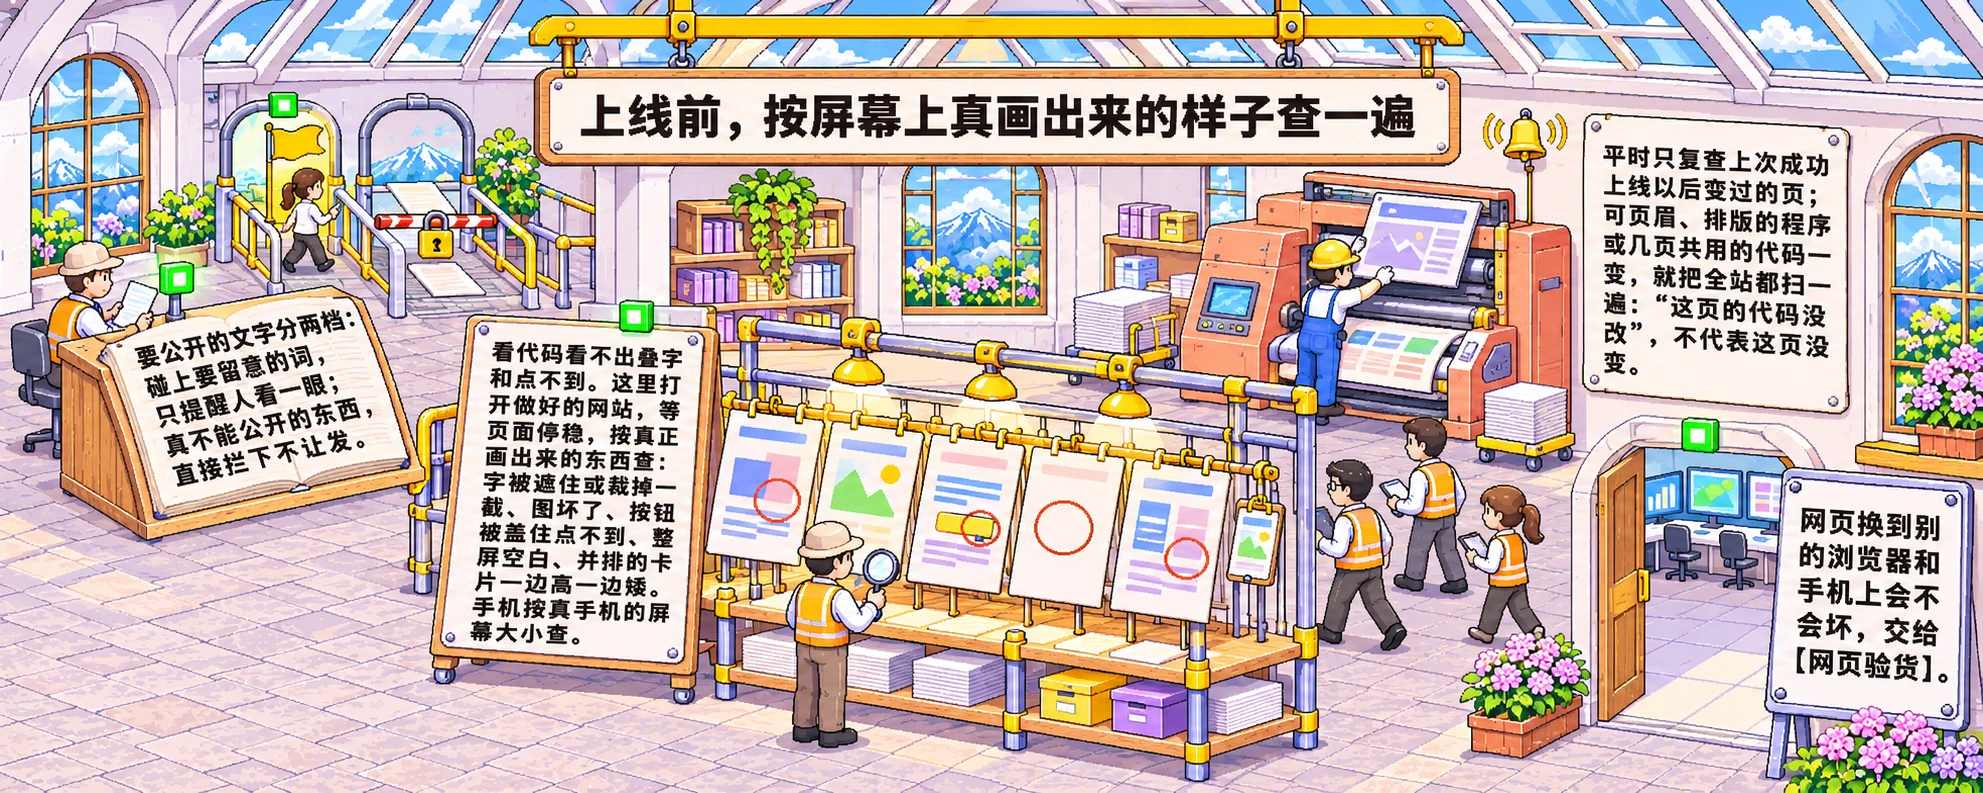 上线前，按屏幕上真画出来的样子查一遍
要公开的文字分两档：
碰上要留意的词，
只提醒人看一眼；
真不能公开的东西，
直接拦下不让发。
看代码看不出叠字
和点不到。这里打
开做好的网站，等
页面停稳，按真正
画出来的东西查：
字被遮住或裁掉一
截、图坏了、按钮
被盖住点不到、整
屏空白、并排的卡
片一边高一边矮。
手机按真手机的屏
幕大小查。
平时只复查上次成功
上线以后变过的页；
可页眉、排版的程序
或几页共用的代码一
变，就把全站都扫一
遍：“这页的代码没
改”，不代表这页没
变。
网页换到别
的浏览器和
手机上会不
会坏，交给
【网页验货】。